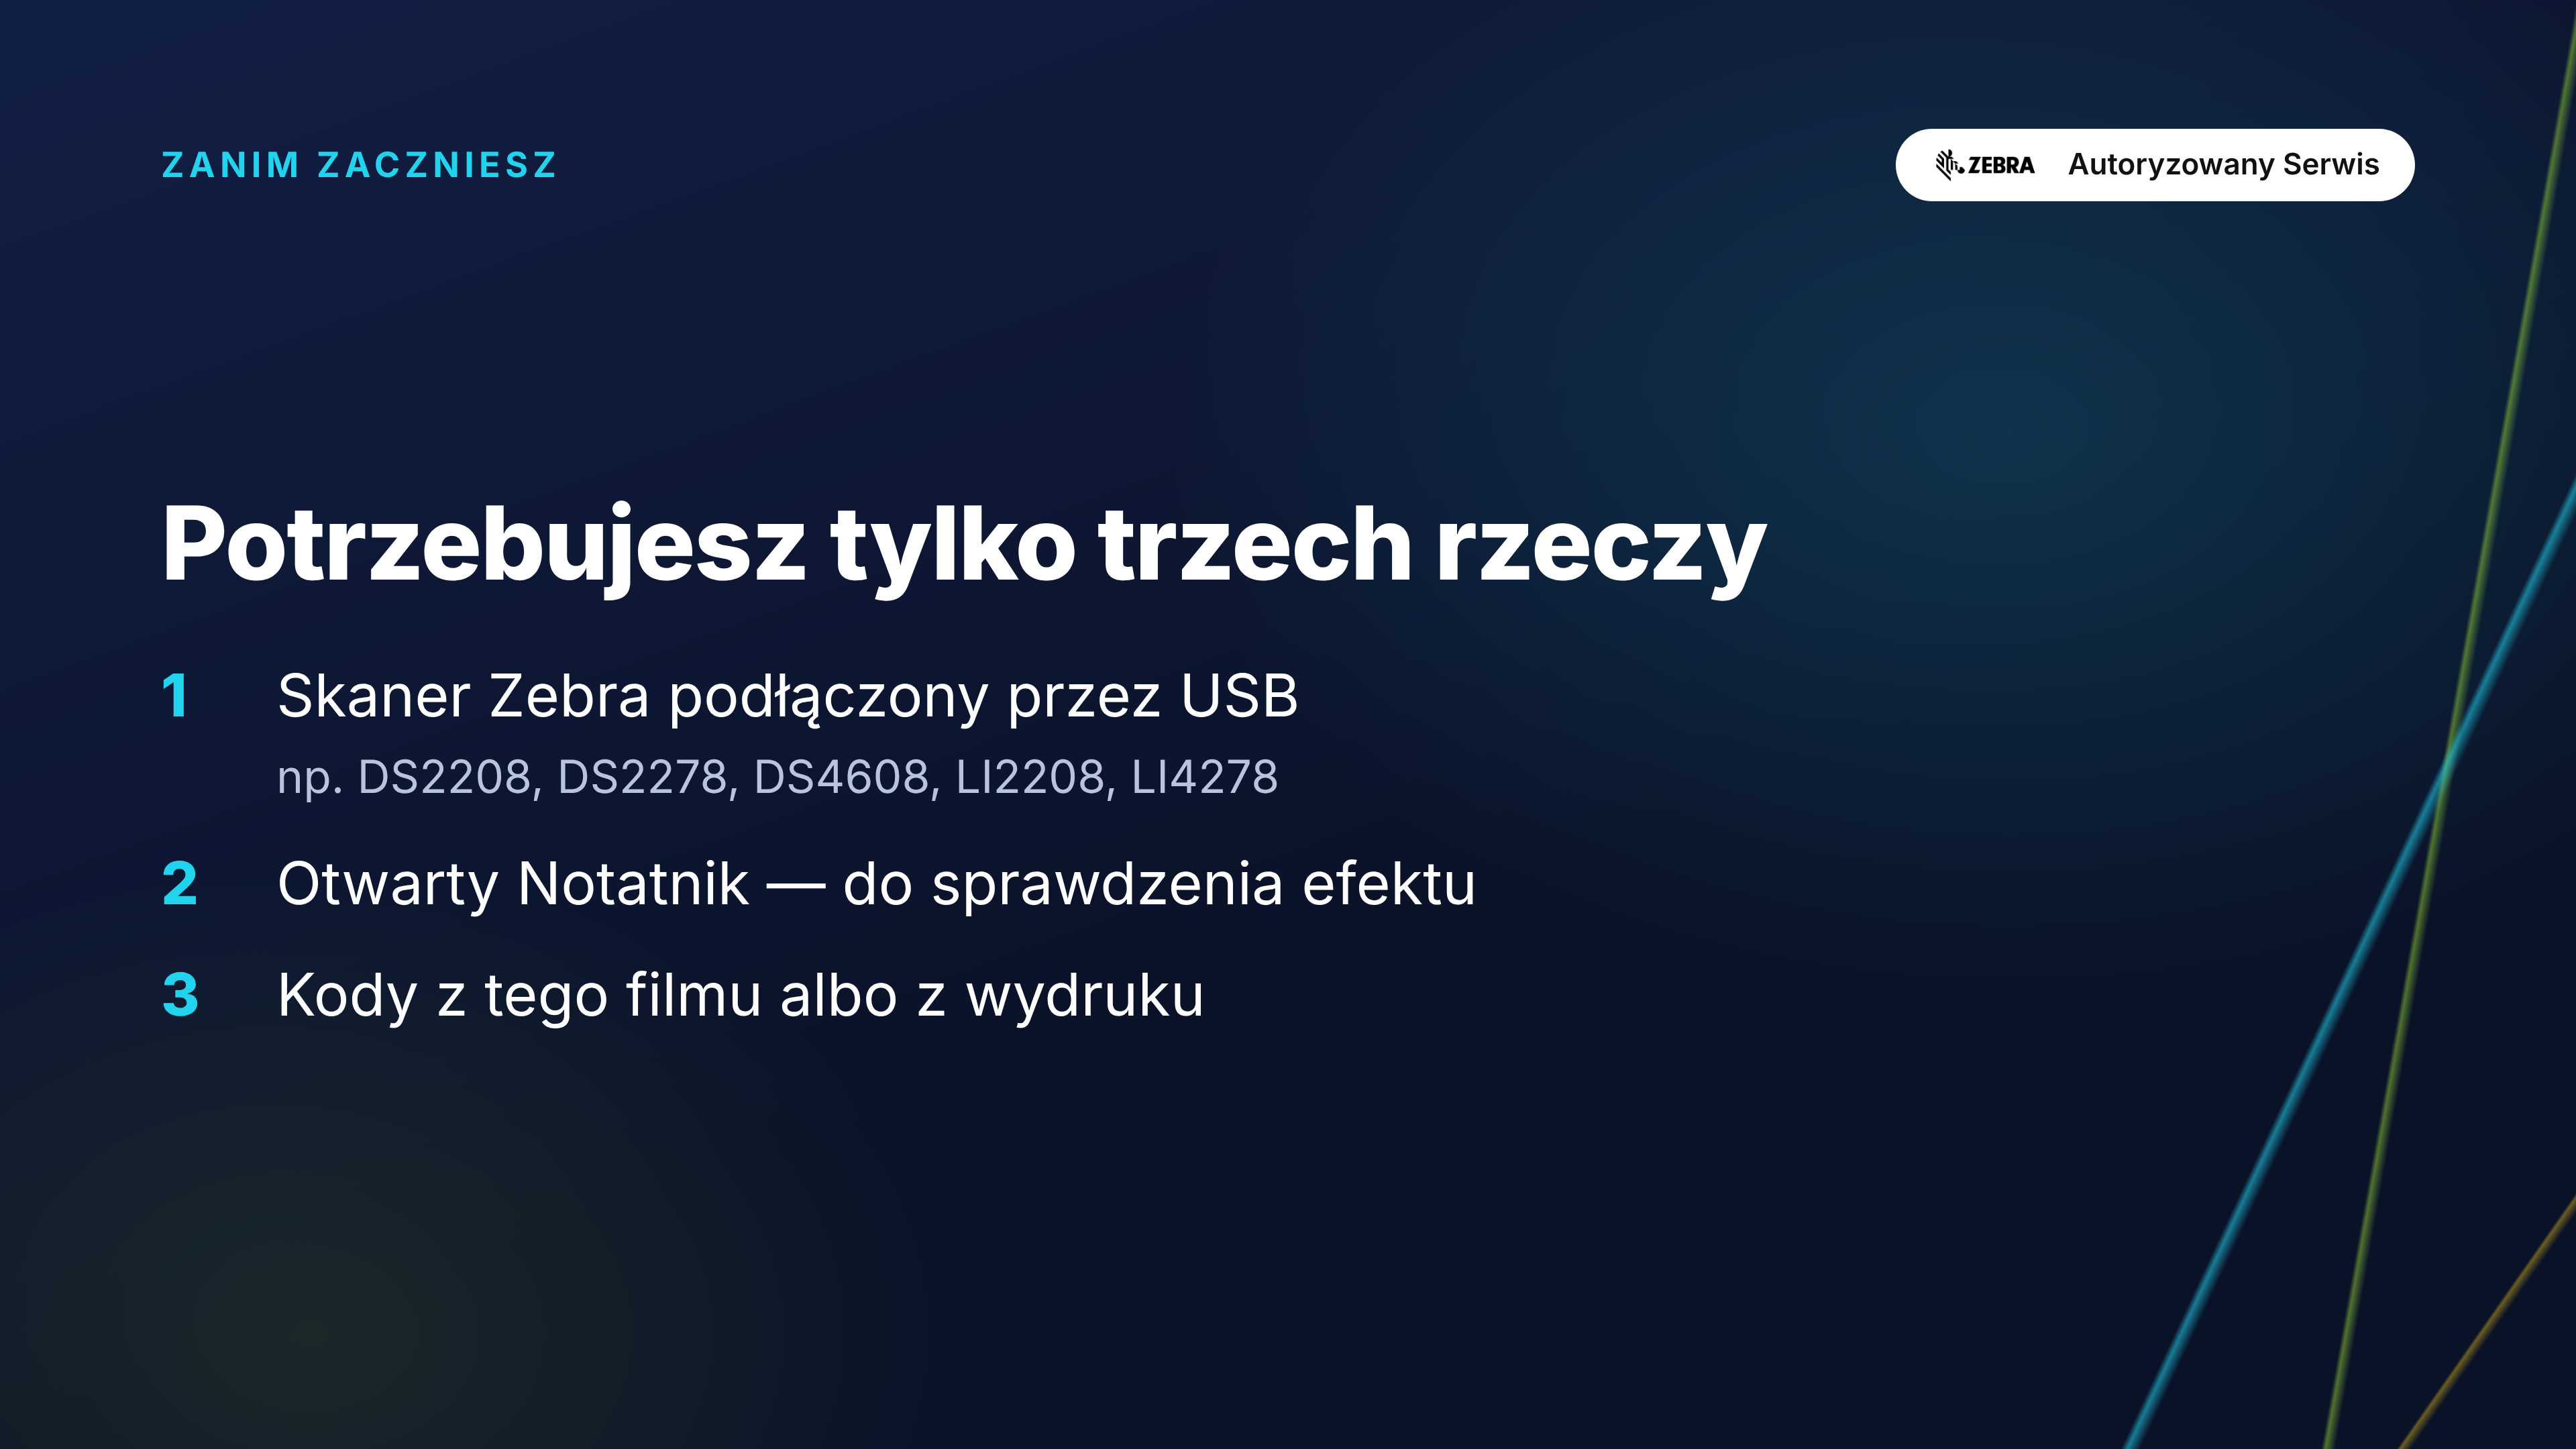 ZANIM ZACZNIESZ
ZEBRA Autoryzowany Serwis
Potrzebujesz tylko trzech rzeczy
1 Skaner Zebra podłączony przez USB
np. DS2208, DS2278, DS4608, LI2208, LI4278
2 Otwarty Notatnik — do sprawdzenia efektu
3 Kody z tego filmu albo z wydruku